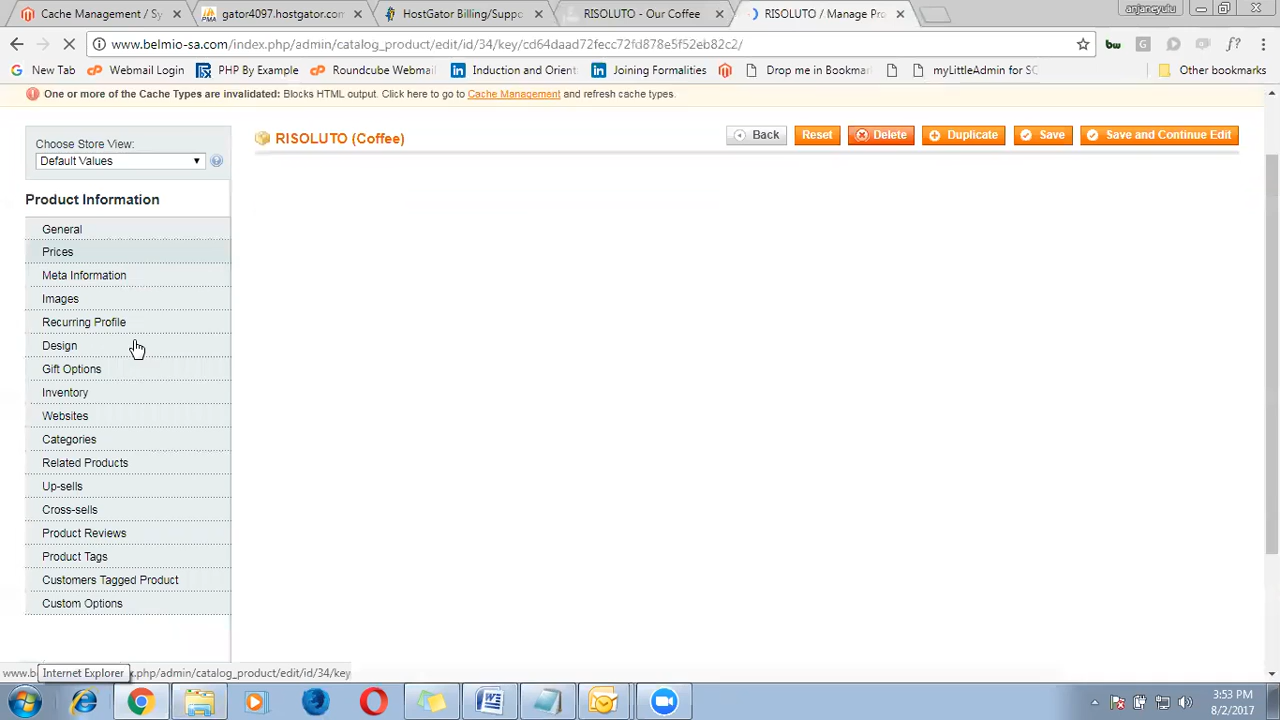 Cache Management / Sy
gator4097.hostgator.com
HostGator Billing/Suppo
RISOLUTO - Our Coffee
RISOLUTO / Manage Pro
anjaneyulu
www.belmio-sa.com/index.php/admin/catalog_product/edit/id/34/key/cd64daad72fecc72fd878e5f52eb82c2/
New Tab
Webmail Login
PHP By Example
Roundcube Webmail
Induction and Orient
Joining Formalities
Drop me in Bookmar
myLittleAdmin for SQ
Other bookmarks
One or more of the Cache Types are invalidated: Blocks HTML output. Click here to go to Cache Management and refresh cache types.
Choose Store View:
Default Values
RISOLUTO (Coffee)
Back
Reset
Delete
Duplicate
Save
Save and Continue Edit
Product Information
General
Prices
Meta Information
Images
Recurring Profile
Design
Gift Options
Inventory
Websites
Categories
Related Products
Up-sells
Cross-sells
Product Reviews
Product Tags
Customers Tagged Product
Custom Options
www.b
Internet Explorer
x.php/admin/catalog_product/edit/id/34/key
3:53 PM
8/2/2017